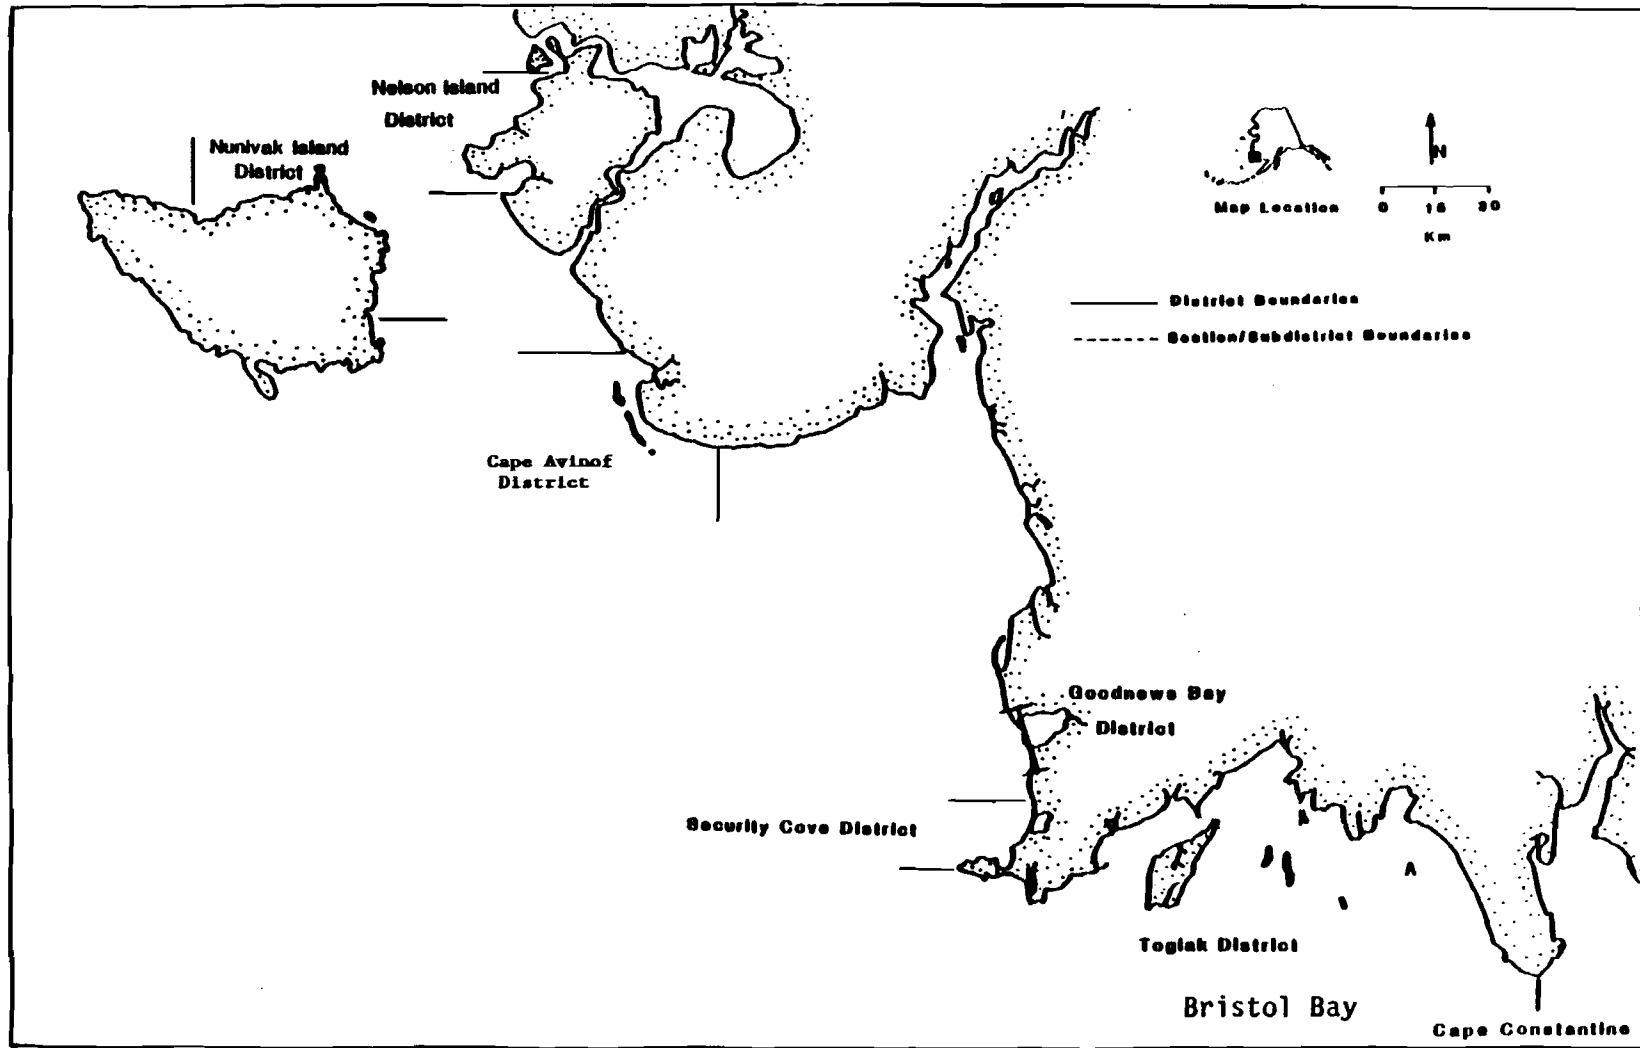 Nelson Island
District
Nunivak Island
District
N
Map Location
0 15 30
Km
District Boundaries
Section/Subdistrict Boundaries
Cape Avinof
District
Goodnews Bay
District
Security Cove District
A
A
Togiak District
Bristol Bay
Cape Constantine